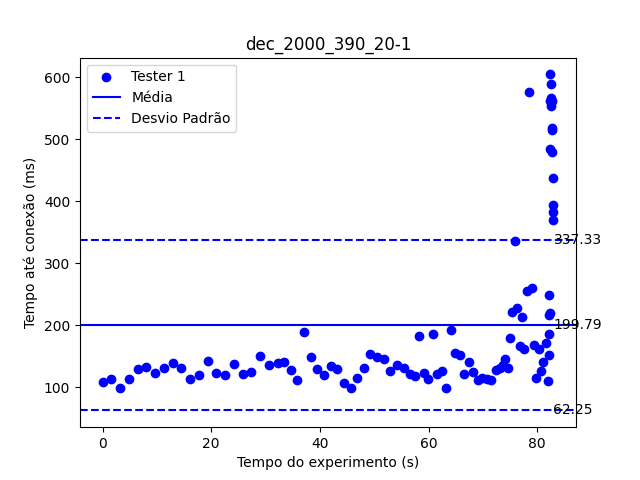 dec_2000_390_20-1
Tester 1
Média
Desvio Padrão
600
500
400
300
200
100
Tempo até conexão (ms)
337.33
199.79
62.25
0 20 40 60 80
Tempo do experimento (s)